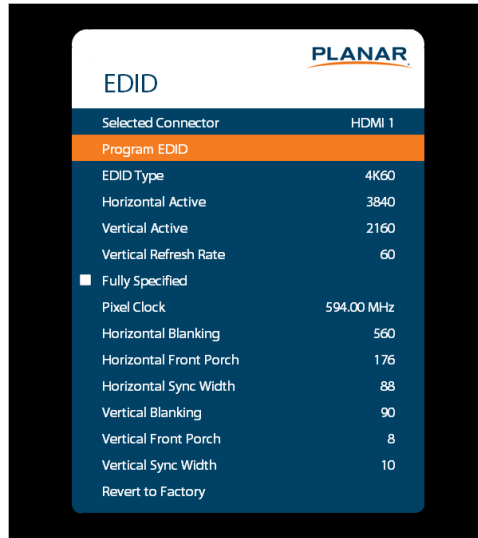 PLANAR
EDID
Selected Connector HDMI 1
Program EDID
EDID Type 4K60
Horizontal Active 3840
Vertical Active 2160
Vertical Refresh Rate 60
Fully Specified
Pixel Clock 594.00 MHz
Horizontal Blanking 560
Horizontal Front Porch 176
Horizontal Sync Width 88
Vertical Blanking 90
Vertical Front Porch 8
Vertical Sync Width 10
Revert to Factory